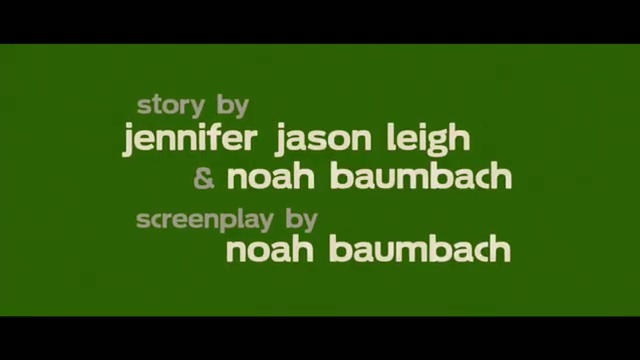 story by
jennifer jason leigh
& noah baumbach
screenplay by
noah baumbach